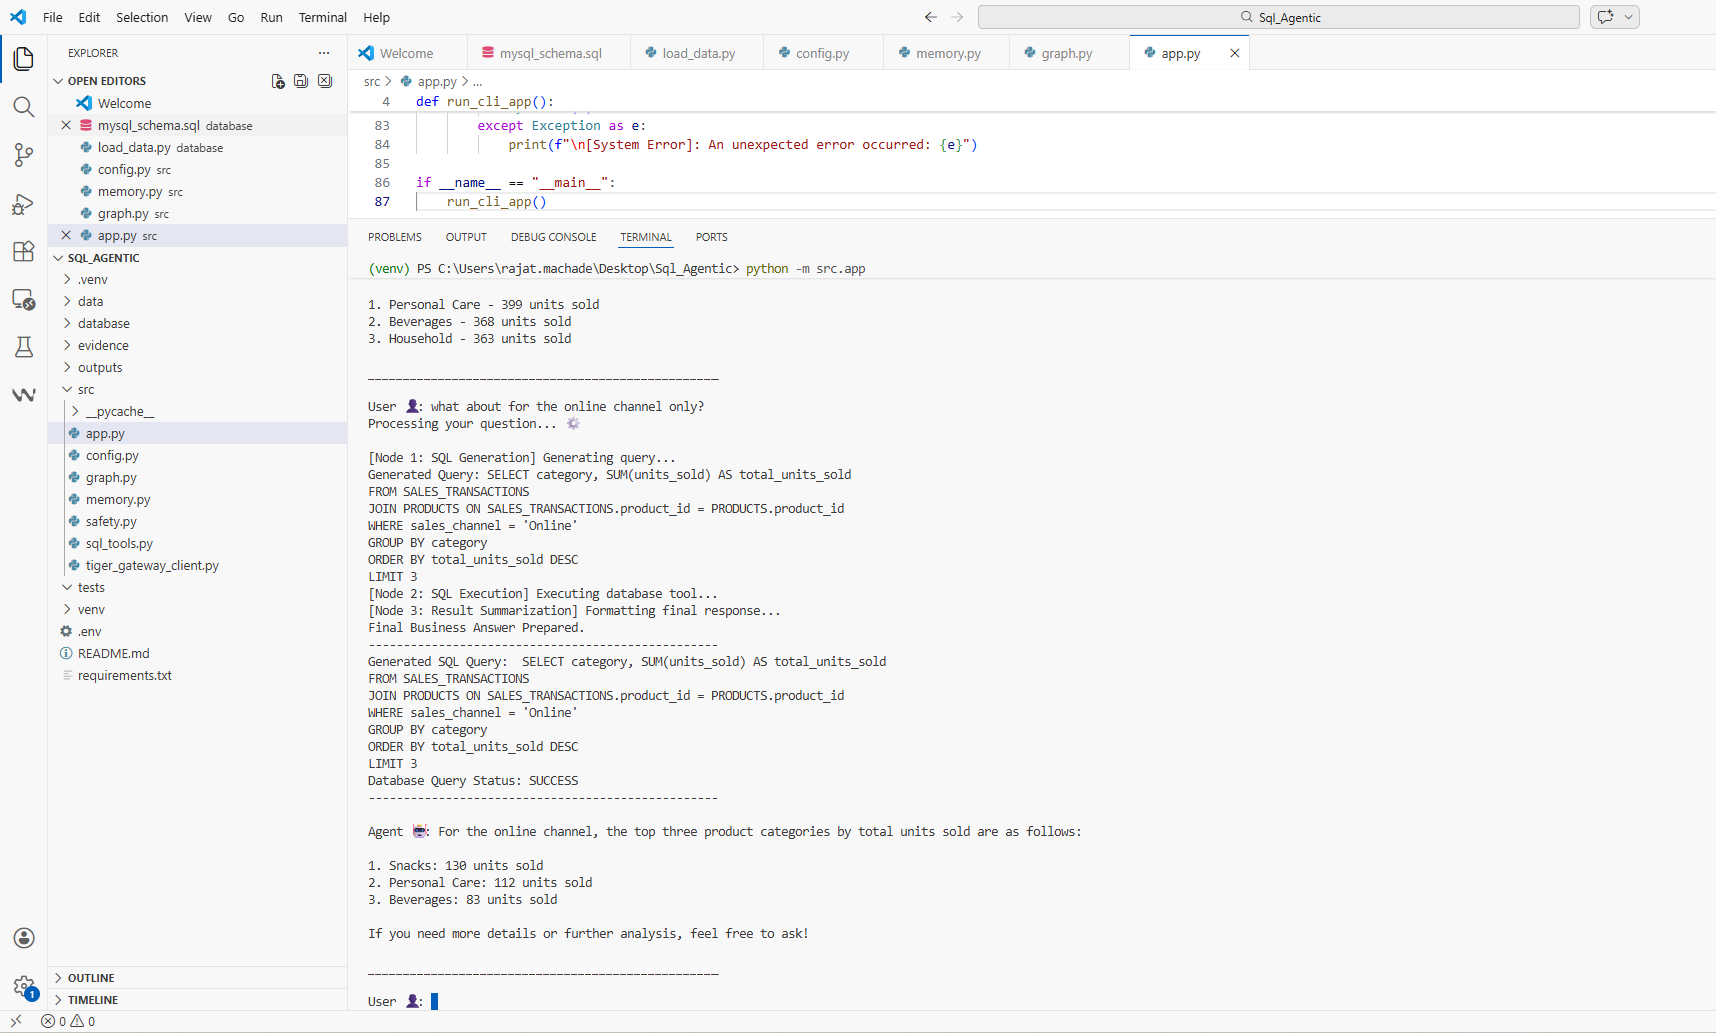 File Edit Selection View Go Run Terminal Help
Sql_Agentic
EXPLORER
OPEN EDITORS
Welcome
mysql_schema.sql database
load_data.py database
config.py src
memory.py src
graph.py src
app.py src
SQL_AGENTIC
.venv
data
database
evidence
outputs
src
__pycache__
app.py
config.py
graph.py
memory.py
safety.py
sql_tools.py
tiger_gateway_client.py
tests
venv
.env
README.md
requirements.txt
OUTLINE
TIMELINE
1
0 0
Welcome mysql_schema.sql load_data.py config.py memory.py graph.py app.py
src > app.py > ...
4 def run_cli_app():
83 except Exception as e:
84 print(f"\n[System Error]: An unexpected error occurred: {e}")
85
86 if __name__ == "__main__":
87 run_cli_app()
PROBLEMS OUTPUT DEBUG CONSOLE TERMINAL PORTS
(venv) PS C:\Users\rajat.machade\Desktop\Sql_Agentic> python -m src.app
1. Personal Care - 399 units sold
2. Beverages - 368 units sold
3. Household - 363 units sold
__________________________________________________
User 👤: what about for the online channel only?
Processing your question... ⚙️
[Node 1: SQL Generation] Generating query...
Generated Query: SELECT category, SUM(units_sold) AS total_units_sold
FROM SALES_TRANSACTIONS
JOIN PRODUCTS ON SALES_TRANSACTIONS.product_id = PRODUCTS.product_id
WHERE sales_channel = 'Online'
GROUP BY category
ORDER BY total_units_sold DESC
LIMIT 3
[Node 2: SQL Execution] Executing database tool...
[Node 3: Result Summarization] Formatting final response...
Final Business Answer Prepared.
--------------------------------------------------
Generated SQL Query:  SELECT category, SUM(units_sold) AS total_units_sold
FROM SALES_TRANSACTIONS
JOIN PRODUCTS ON SALES_TRANSACTIONS.product_id = PRODUCTS.product_id
WHERE sales_channel = 'Online'
GROUP BY category
ORDER BY total_units_sold DESC
LIMIT 3
Database Query Status: SUCCESS
--------------------------------------------------
Agent 🤖: For the online channel, the top three product categories by total units sold are as follows:
1. Snacks: 130 units sold
2. Personal Care: 112 units sold
3. Beverages: 83 units sold
If you need more details or further analysis, feel free to ask!
__________________________________________________
User 👤: